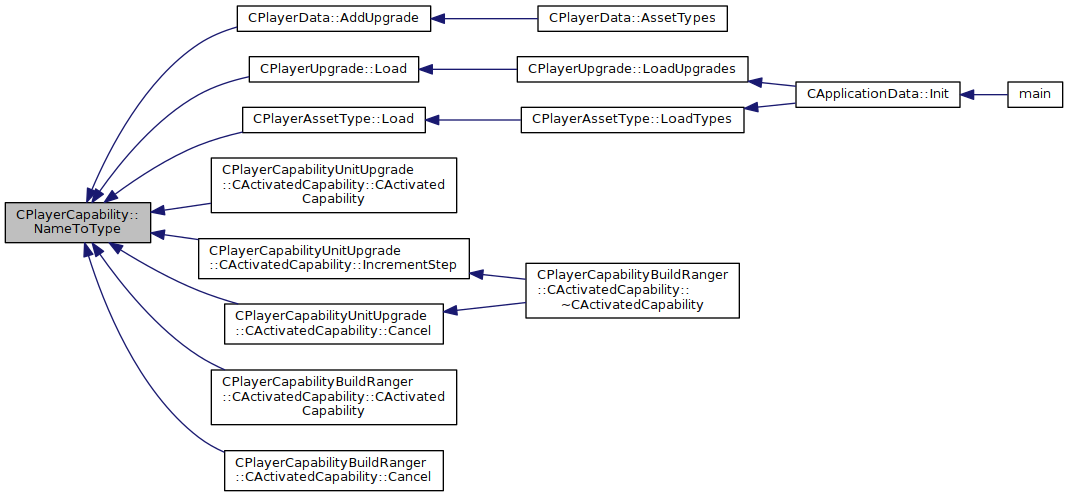 CPlayerData::AddUpgrade
CPlayerData::AssetTypes
CPlayerUpgrade::Load
CPlayerUpgrade::LoadUpgrades
CApplicationData::Init
main
CPlayerAssetType::Load
CPlayerAssetType::LoadTypes
CPlayerCapabilityUnitUpgrade
::CActivatedCapability::CActivated
Capability
CPlayerCapability::
NameToType
CPlayerCapabilityUnitUpgrade
::CActivatedCapability::IncrementStep
CPlayerCapabilityBuildRanger
::CActivatedCapability::
~CActivatedCapability
CPlayerCapabilityUnitUpgrade
::CActivatedCapability::Cancel
CPlayerCapabilityBuildRanger
::CActivatedCapability::CActivated
Capability
CPlayerCapabilityBuildRanger
::CActivatedCapability::Cancel